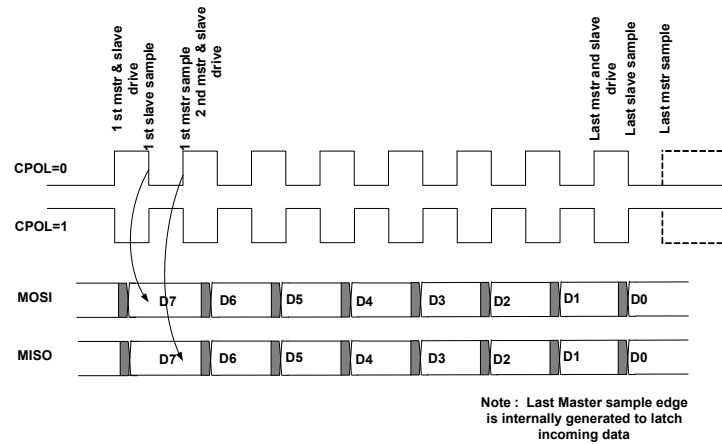 1 st mstr & slave
drive
1 st slave sample
1 st mstr sample
2 nd mstr & slave
drive
Last mstr and slave
drive
Last slave sample
Last mstr sample
CPOL=0
CPOL=1
MOSI
D7
D6
D5
D4
D3
D2
D1
D0
MISO
D7
D6
D5
D4
D3
D2
D1
D0
Note : Last Master sample edge
is internally generated to latch
incoming data